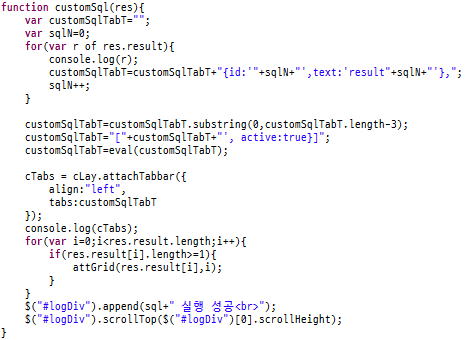 function customSql(res){
    var customSqlTabT="";
    var sqlN=0;
    for(var r of res.result){
        console.log(r);
        customSqlTabT=customSqlTabT+"{id:'"+sqlN+"',text:'result"+sqlN+"'},";
        sqlN++;
    }

    customSqlTabT=customSqlTabT.substring(0,customSqlTabT.length-3);
    customSqlTabT="["+customSqlTabT+"', active:true}]";
    customSqlTabT=eval(customSqlTabT);

    cTabs = cLay.attachTabbar({
        align:"left",
        tabs:customSqlTabT
    });
    console.log(cTabs);
    for(var i=0;i<res.result.length;i++){
        if(res.result[i].length>=1){
            attGrid(res.result[i],i);
        }
    }
    $("#logDiv").append(sql+" 실행 성공<br>");
    $("#logDiv").scrollTop($("#logDiv")[0].scrollHeight);
}